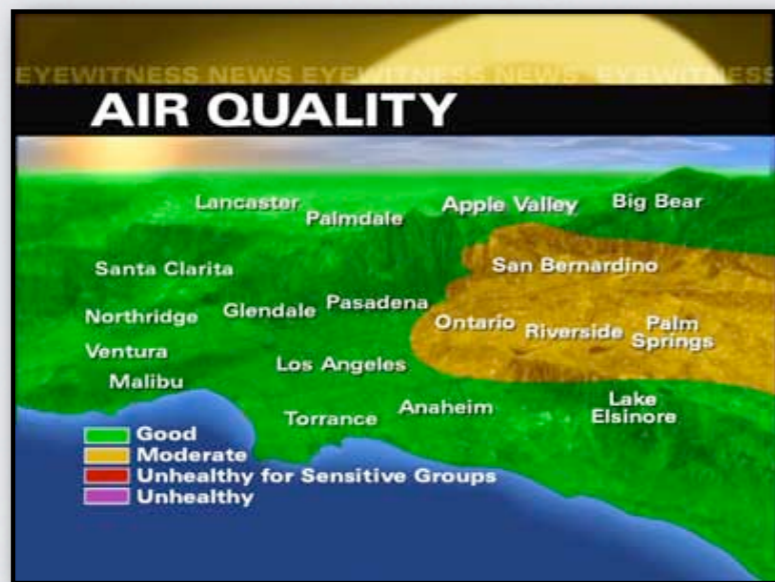 EYEWITNESS NEWS EYEWITNESS NEWS EYEWITNESS
AIR QUALITY
Lancaster
Palmdale
Apple Valley
Big Bear
Santa Clarita
San Bernardino
Northridge
Glendale
Pasadena
Ontario
Riverside
Palm
Springs
Ventura
Los Angeles
Malibu
Torrance
Anaheim
Lake
Elsinore
Good
Moderate
Unhealthy for Sensitive Groups
Unhealthy